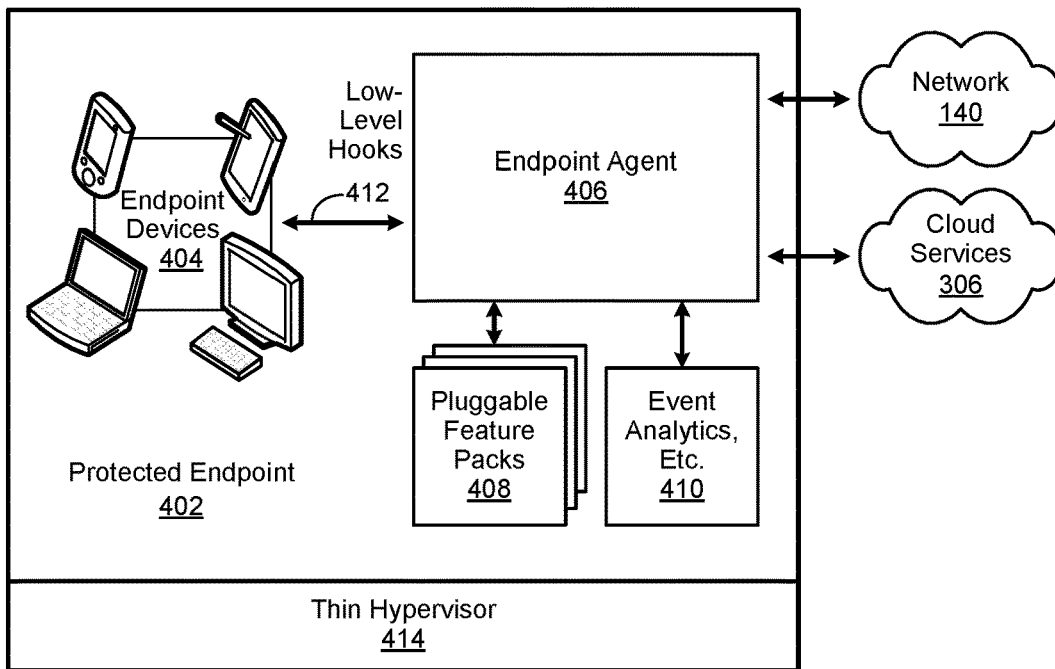 Low-
Level
Hooks
412
Endpoint
Devices
404
Endpoint Agent
406
Network
140
Cloud
Services
306
Pluggable
Feature
Packs
408
Event
Analytics,
Etc.
410
Protected Endpoint
402
Thin Hypervisor
414